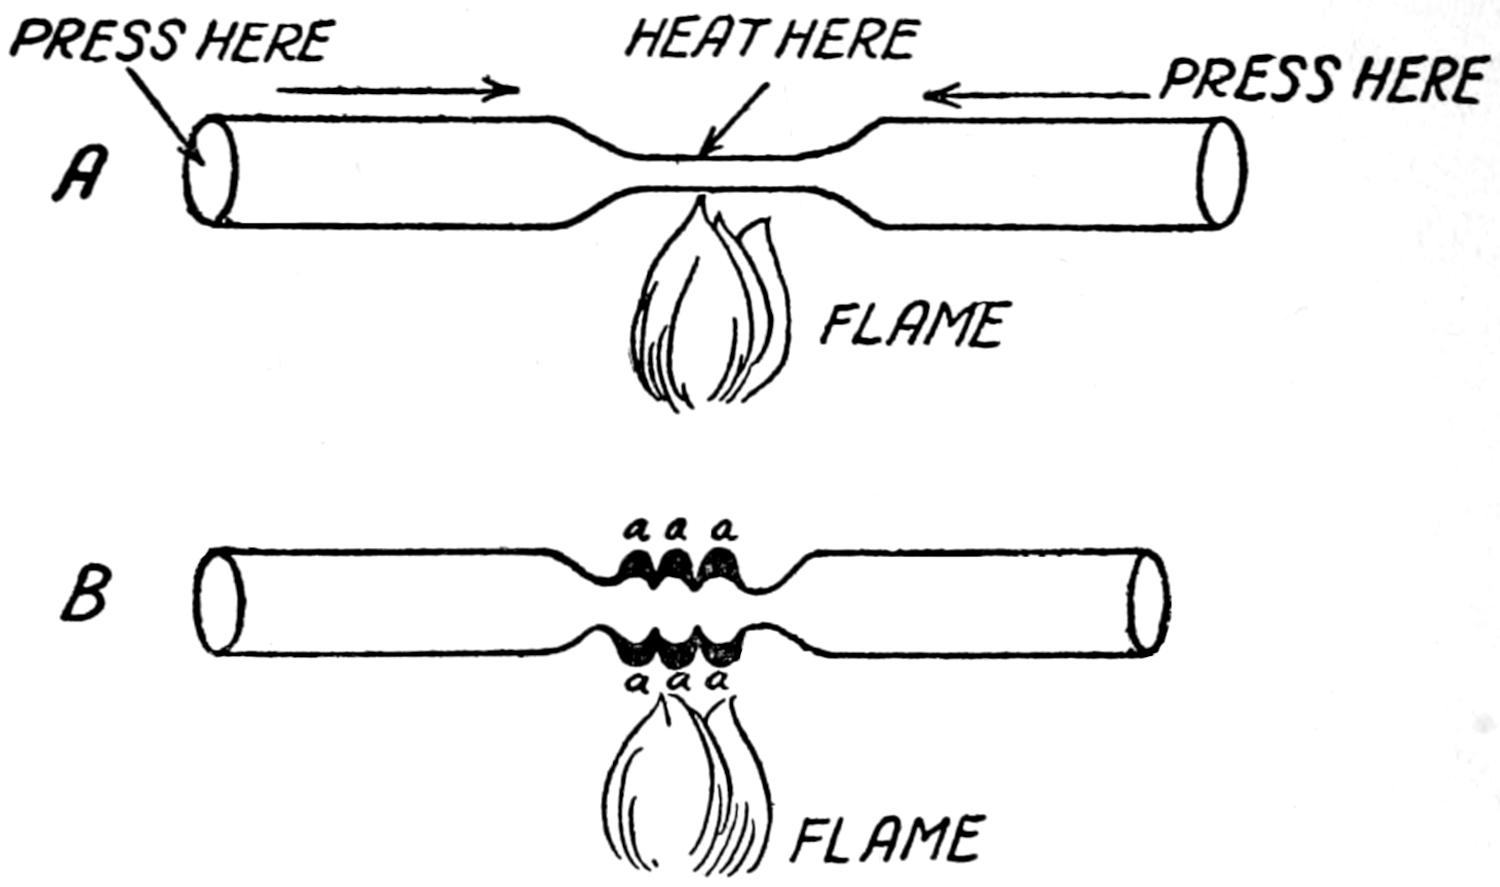 PRESS HERE
HEAT HERE
PRESS HERE
A
FLAME
a a a
B
a a a
FLAME